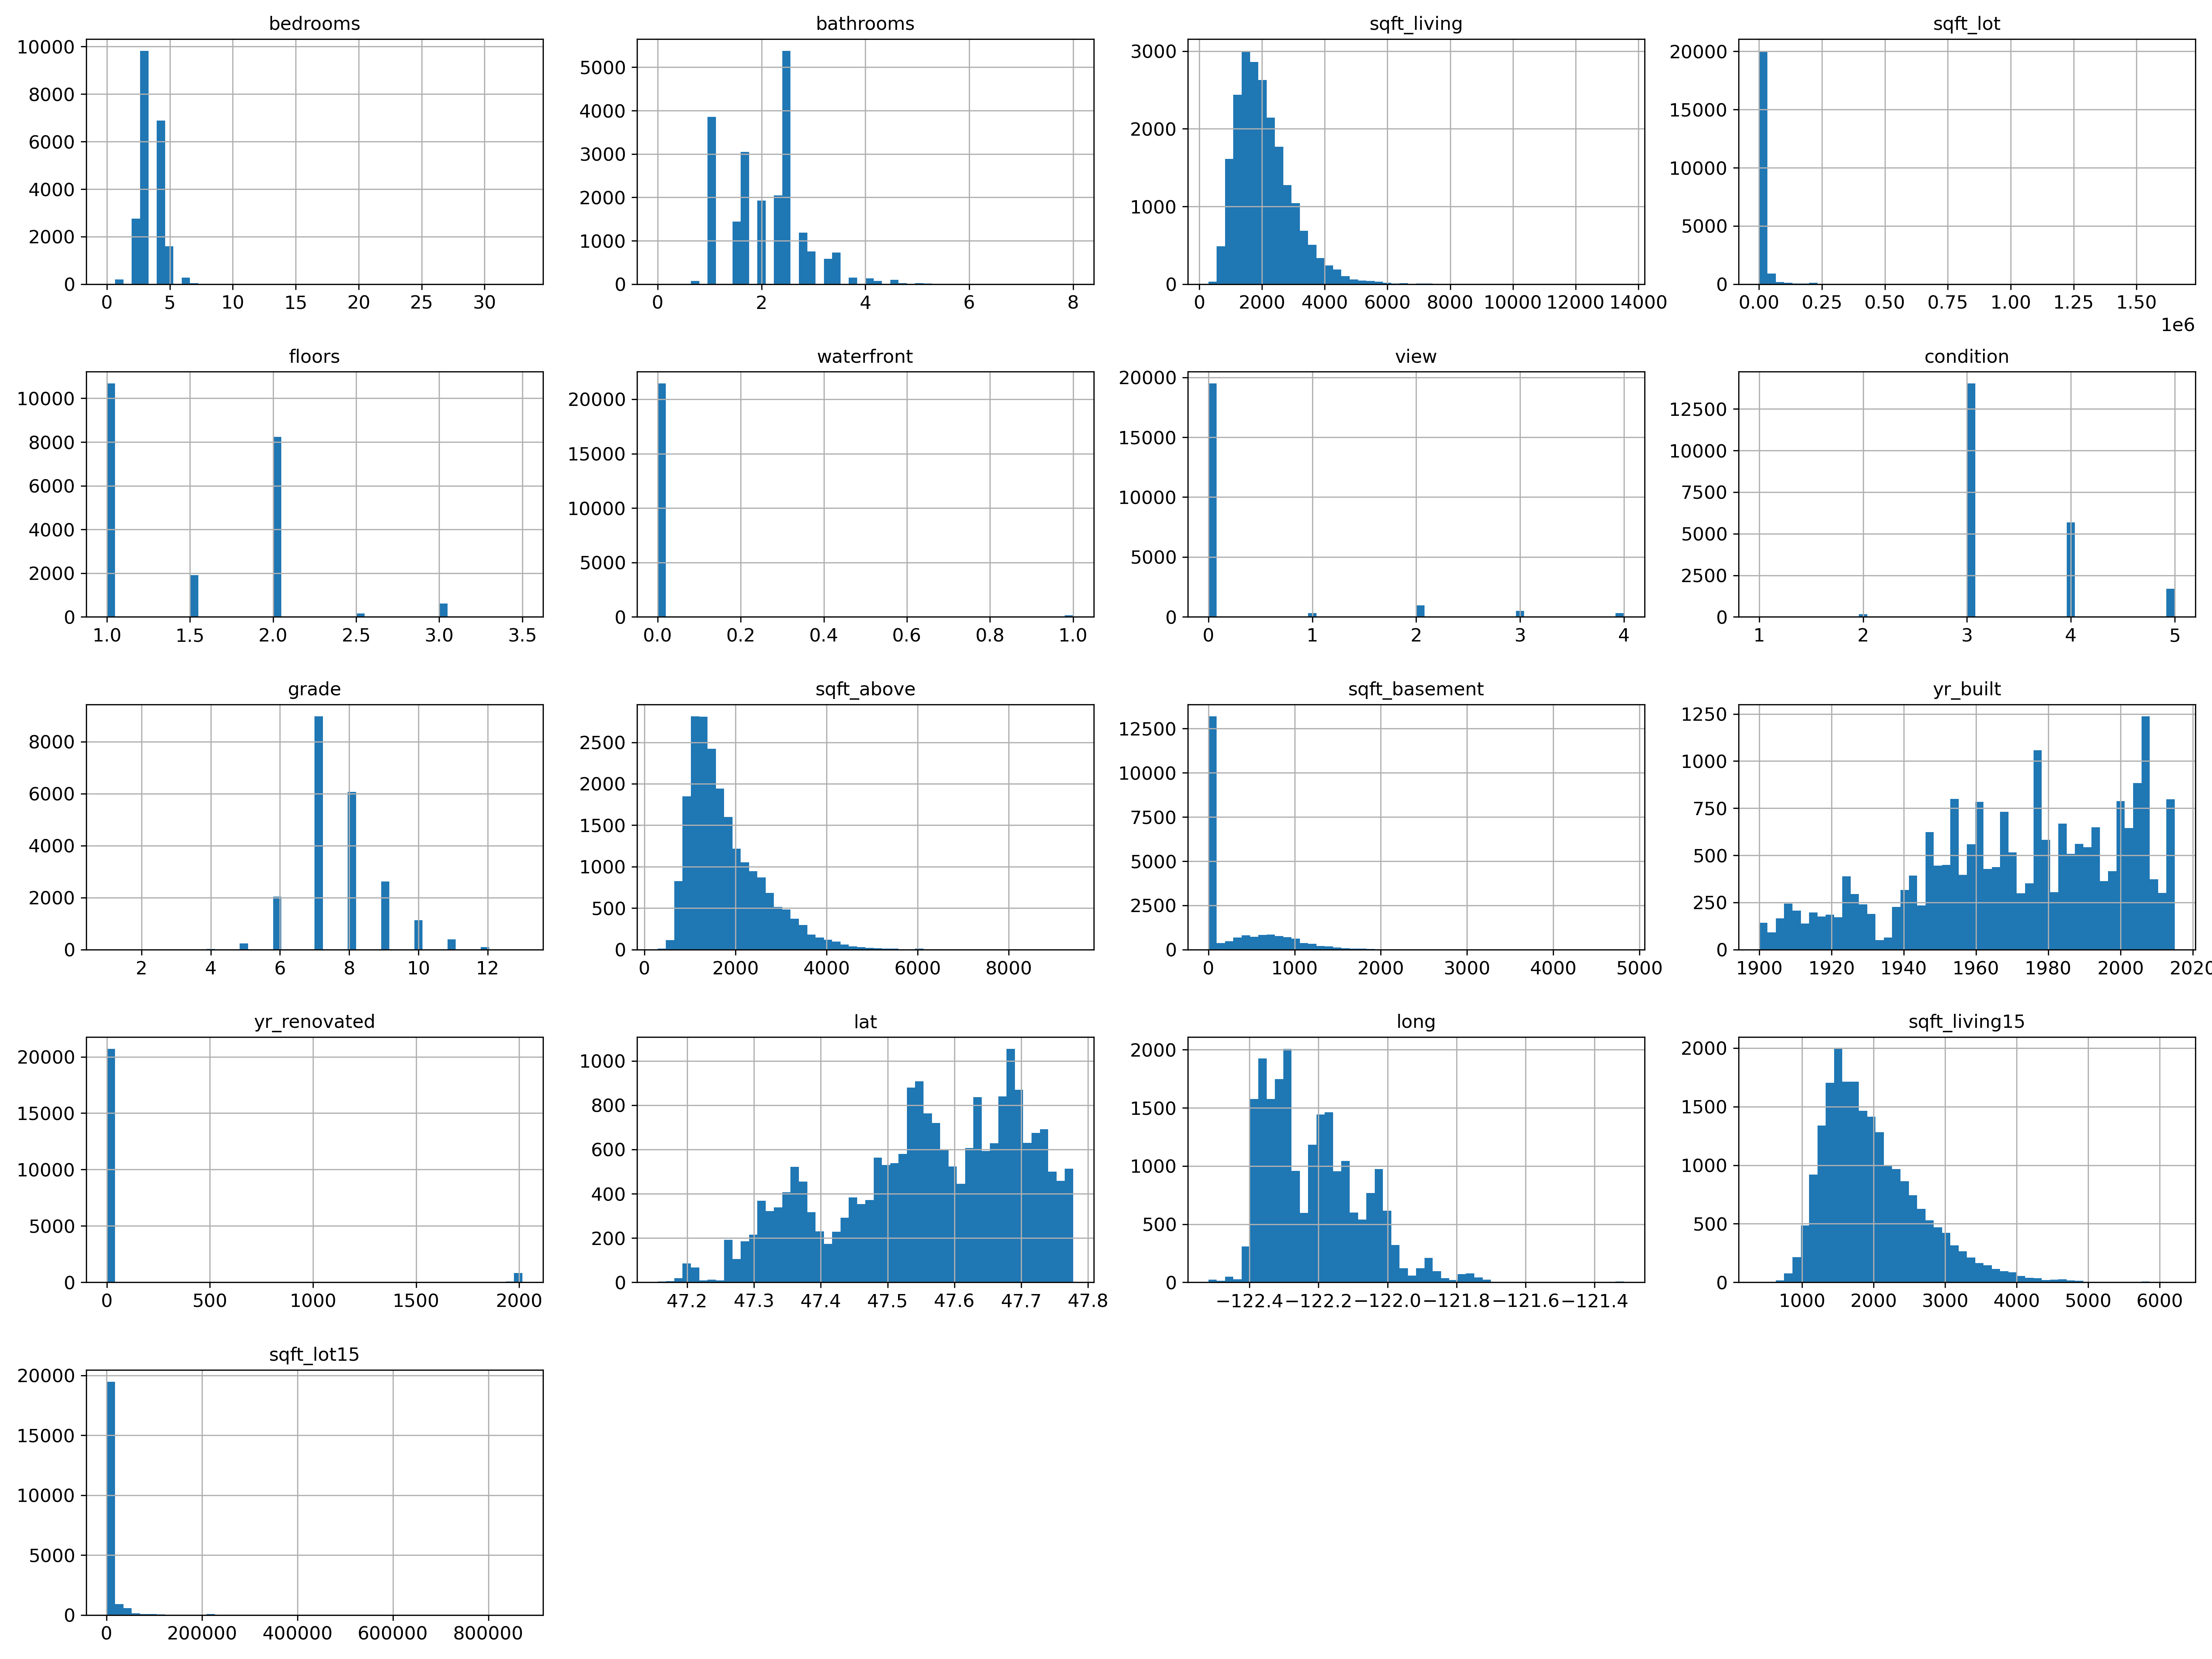 bedrooms
10000
8000
6000
4000
2000
0
0 5 10 15 20 25 30
bathrooms
5000
4000
3000
2000
1000
0
0 2 4 6 8
sqft_living
3000
2000
1000
0
0 2000 4000 6000 8000 10000 12000 14000
sqft_lot
20000
15000
10000
5000
0
0.00 0.25 0.50 0.75 1.00 1.25 1.50
1e6
floors
10000
8000
6000
4000
2000
0
1.0 1.5 2.0 2.5 3.0 3.5
waterfront
20000
15000
10000
5000
0
0.0 0.2 0.4 0.6 0.8 1.0
view
20000
15000
10000
5000
0
0 1 2 3 4
condition
12500
10000
7500
5000
2500
0
1 2 3 4 5
grade
8000
6000
4000
2000
0
2 4 6 8 10 12
sqft_above
2500
2000
1500
1000
500
0
0 2000 4000 6000 8000
sqft_basement
12500
10000
7500
5000
2500
0
0 1000 2000 3000 4000 5000
yr_built
1250
1000
750
500
250
0
1900 1920 1940 1960 1980 2000 2020
yr_renovated
20000
15000
10000
5000
0
0 500 1000 1500 2000
lat
1000
800
600
400
200
0
47.2 47.3 47.4 47.5 47.6 47.7 47.8
long
2000
1500
1000
500
0
−122.4 −122.2 −122.0 −121.8 −121.6 −121.4
sqft_living15
2000
1500
1000
500
0
1000 2000 3000 4000 5000 6000
sqft_lot15
20000
15000
10000
5000
0
0 200000 400000 600000 800000